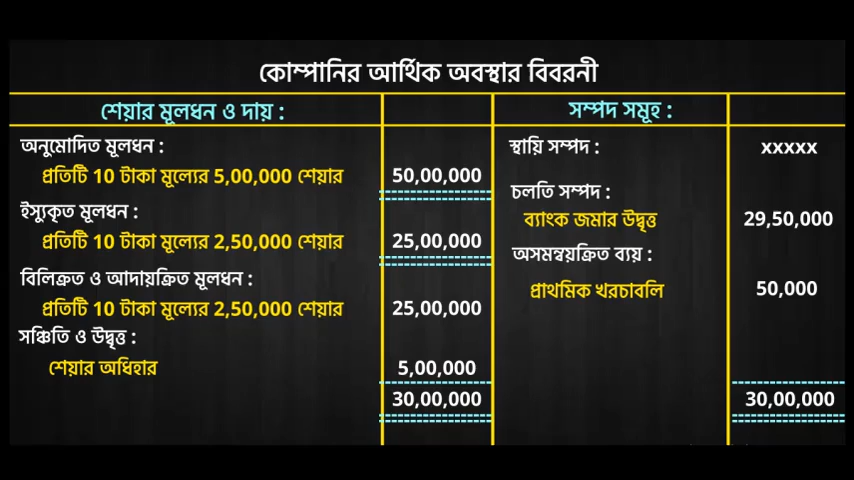 কোম্পানির আর্থিক অবস্থার বিবরনী
শেয়ার মূলধন ও দায় :
সম্পদ সমূহ :
অনুমোদিত মূলধন :
প্রতিটি 10 টাকা মূল্যের 5,00,000 শেয়ার 50,00,000
ইস্যুকৃত মূলধন :
প্রতিটি 10 টাকা মূল্যের 2,50,000 শেয়ার 25,00,000
বিলিক্রত ও আদায়ক্রিত মূলধন :
প্রতিটি 10 টাকা মূল্যের 2,50,000 শেয়ার 25,00,000
সঞ্চিতি ও উদ্বৃত্ত :
শেয়ার অধিহার 5,00,000
30,00,000
স্থায়ি সম্পদ : xxxxx
চলতি সম্পদ :
ব্যাংক জমার উদ্বৃত্ত 29,50,000
অসমন্বয়ক্রিত ব্যয় :
প্রাথমিক খরচাবলি 50,000
30,00,000